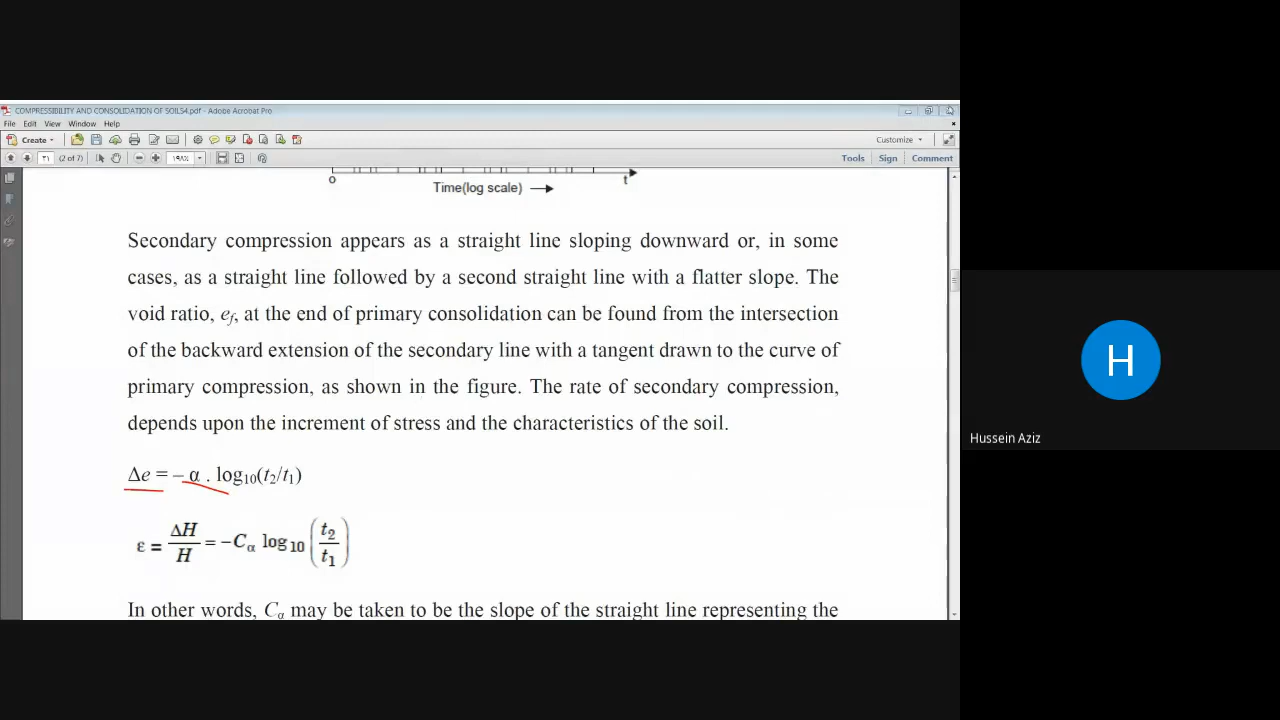 COMPRESSIBILITY AND CONSOLIDATION OF SOILS4.pdf - Adobe Acrobat Pro
File Edit View Window Help
Create Customize
٣١ (2 of 7) ١٩٨% Tools Sign Comment
o t
Time(log scale)
Secondary compression appears as a straight line sloping downward or, in some
cases, as a straight line followed by a second straight line with a flatter slope. The
void ratio, ef, at the end of primary consolidation can be found from the intersection
of the backward extension of the secondary line with a tangent drawn to the curve of
primary compression, as shown in the figure. The rate of secondary compression,
depends upon the increment of stress and the characteristics of the soil.
Δe = – α . log10(t2/t1)
ε = ΔH/H = -Cα log10 (t2/t1)
In other words, Cα may be taken to be the slope of the straight line representing the
H
Hussein Aziz